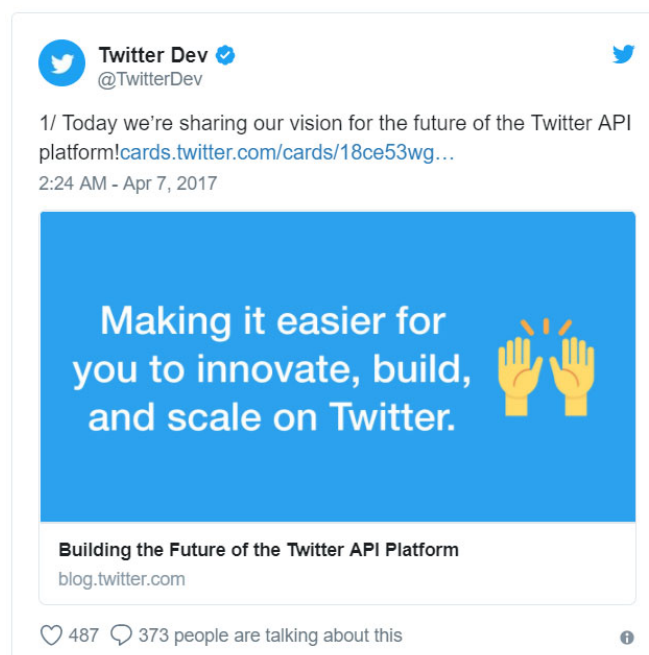 Twitter Dev
@TwitterDev
1/ Today we’re sharing our vision for the future of the Twitter API
platform!cards.twitter.com/cards/18ce53wg…
2:24 AM - Apr 7, 2017
Making it easier for
you to innovate, build,
and scale on Twitter.
Building the Future of the Twitter API Platform
blog.twitter.com
487 373 people are talking about this